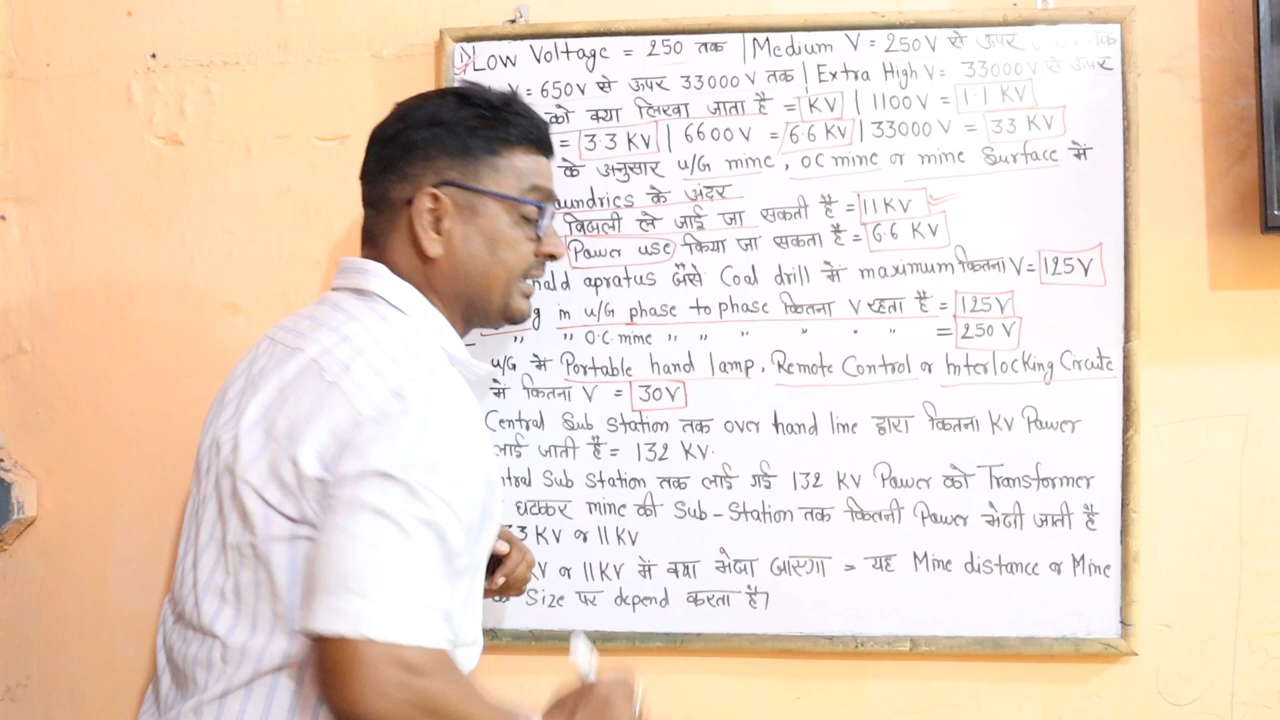 1) Low Voltage = 250 तक | Medium V = 250V से ऊपर
V = 650V से ऊपर 33000V तक | Extra High V = 33000V से ऊपर
को क्या लिखा जाता है = KV | 1100V = 1.1 KV
= 3.3 KV | 6600V = 6.6 KV | 33000V = 33 KV
के अनुसार u/G mine, OC mine or mine Surface में
के अंदर
बिजली ले जाई जा सकती है = 11 KV
Power use किया जा सकता है = 6.6 KV
apratus जैसे Coal drill में maximum कितना V = 125V
in u/G phase to phase कितना V रहता है = 125V
" O.C. mine " " " " " " = 250 V
u/G में Portable hand lamp, Remote Control or Interlocking Circute
में कितना V = 30V
Central Sub Station तक over hand line द्वारा कितना KV Power
लाई जाती है = 132 KV.
Sub Station तक लाई गई 132 KV Power को Transformer
घटाकर mine की Sub-Station तक कितनी Power भेजी जाती है
33 KV or 11 KV
KV or 11 KV में क्या भेजा जाएगा = यह Mine distance or Mine
Size पर depend करता है।